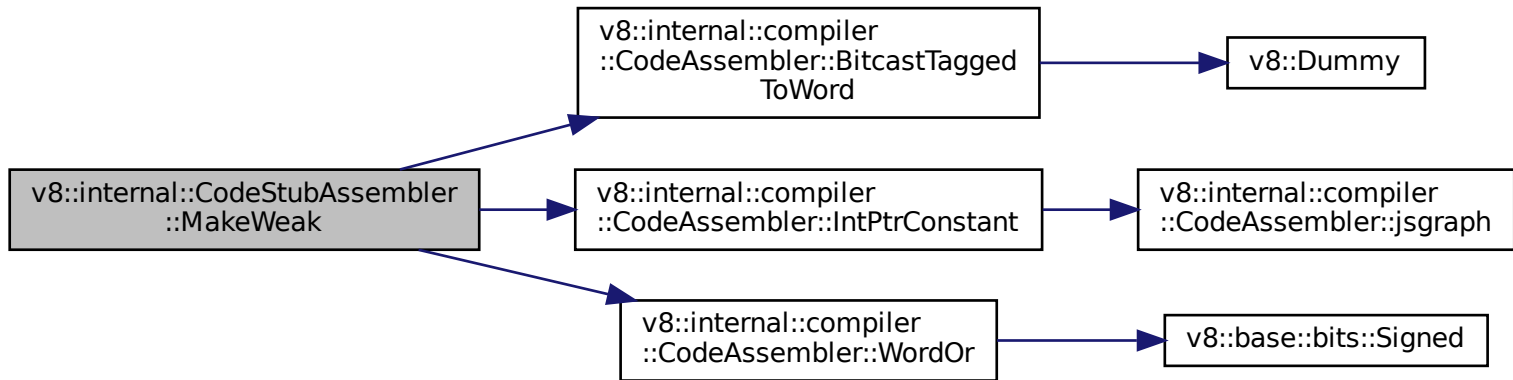 v8::internal::compiler
::CodeAssembler::BitcastTagged
ToWord
v8::Dummy
v8::internal::CodeStubAssembler
::MakeWeak
v8::internal::compiler
::CodeAssembler::IntPtrConstant
v8::internal::compiler
::CodeAssembler::jsgraph
v8::internal::compiler
::CodeAssembler::WordOr
v8::base::bits::Signed